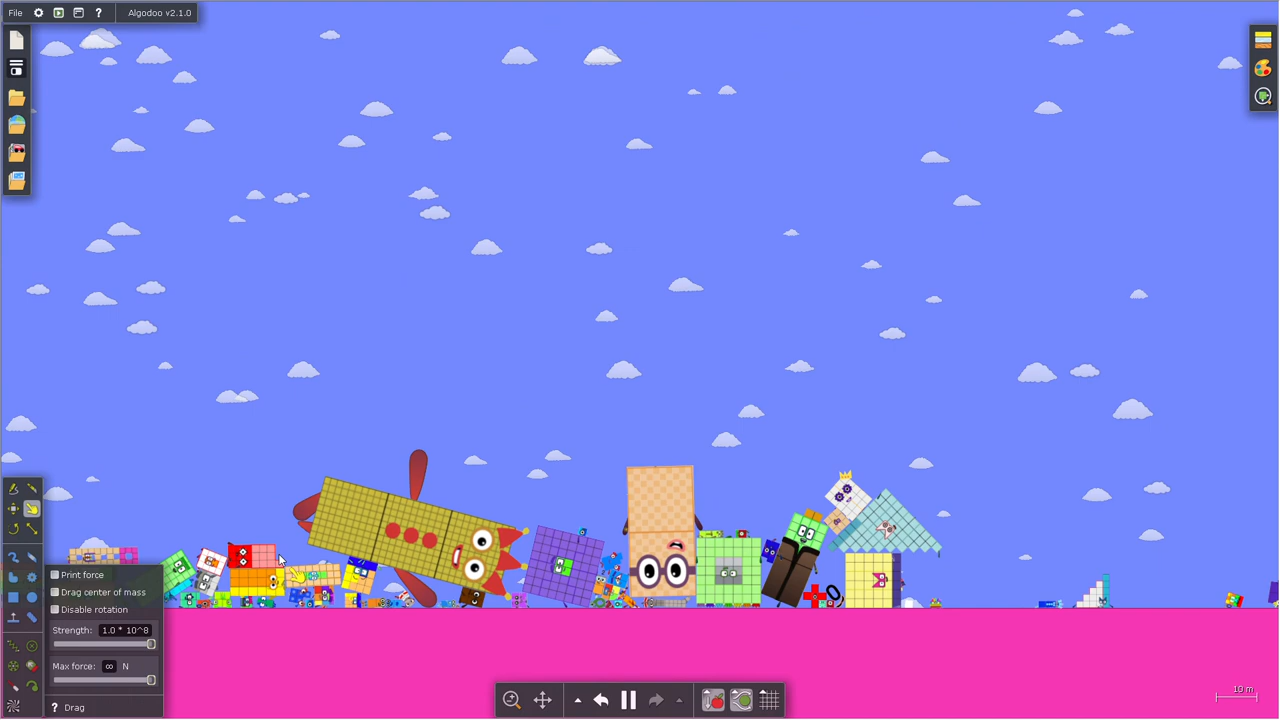 File ? Algodoo v2.1.0
Print force
Drag center of mass
Disable rotation
Strength: 1.0 * 10^8
Max force: ∞ N
? Drag
10 m